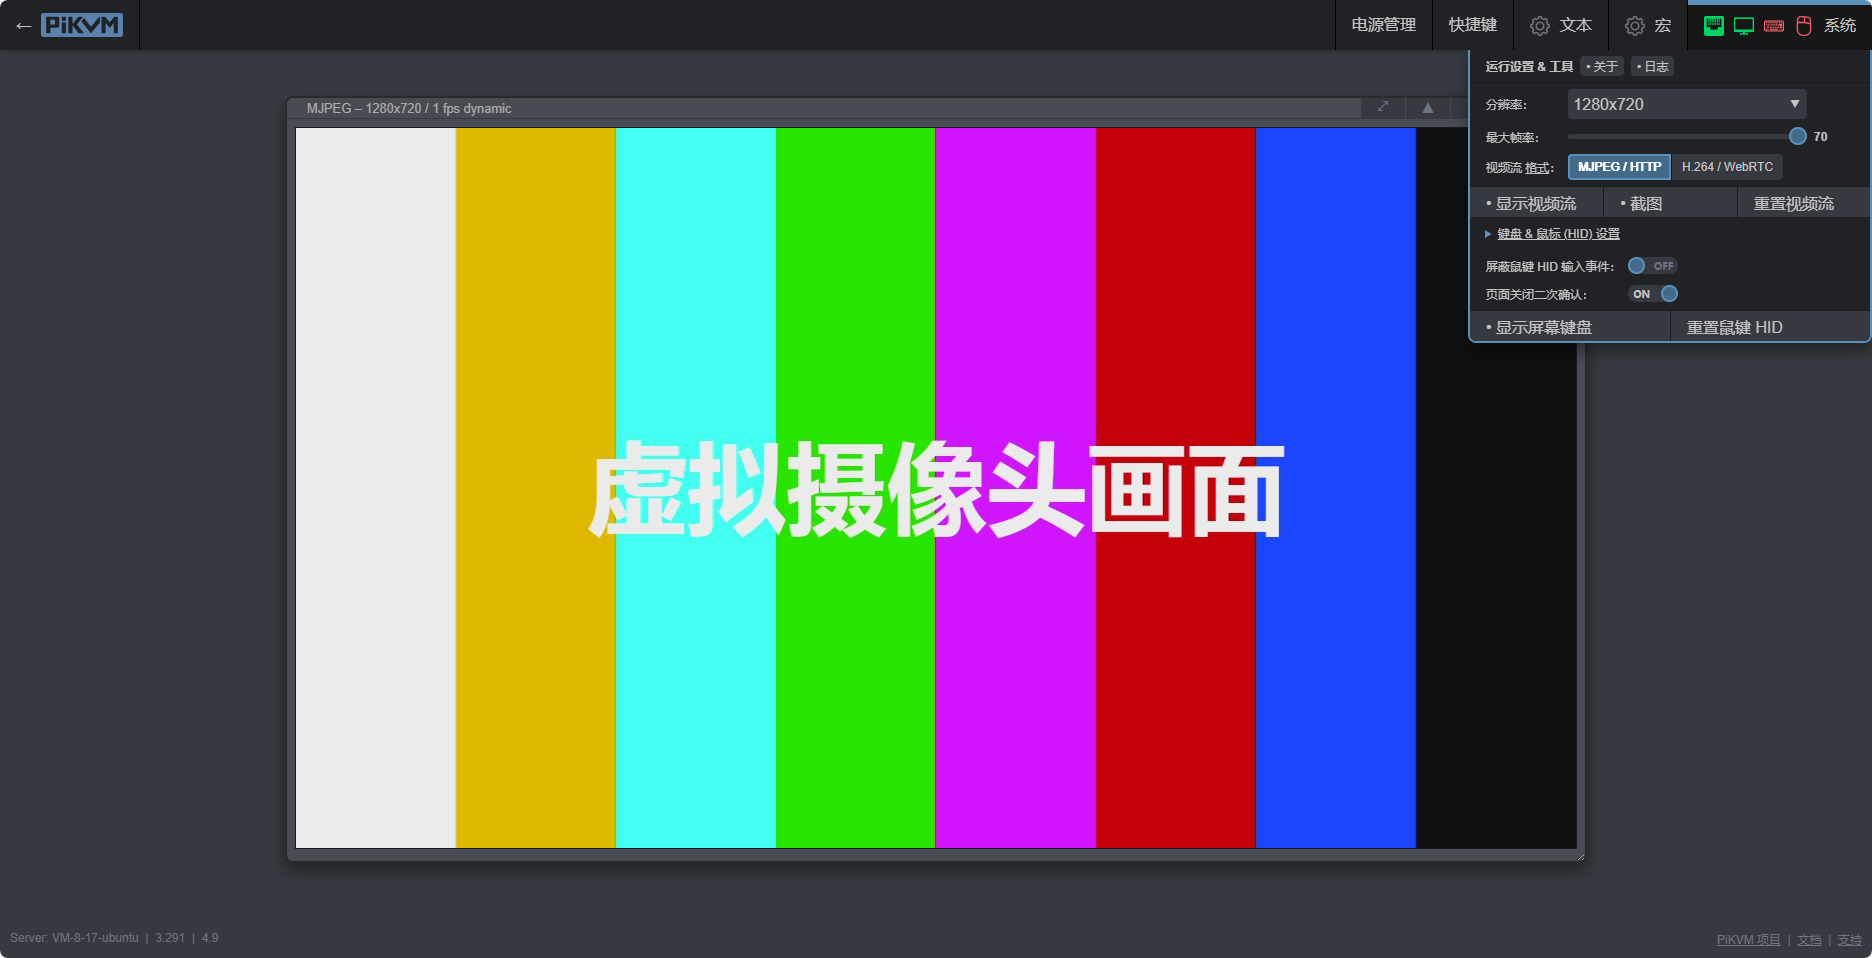 ← PiKVM
电源管理
快捷键
文本
宏
系统
运行设置 & 工具 • 关于 • 日志
分辨率： 1280x720
最大帧率： 70
视频流 格式： MJPEG / HTTP H.264 / WebRTC
• 显示视频流 • 截图 重置视频流
键盘 & 鼠标 (HID) 设置
屏蔽鼠键 HID 输入事件： OFF
页面关闭二次确认： ON
• 显示屏幕键盘 重置鼠键 HID
MJPEG – 1280x720 / 1 fps dynamic
虚拟摄像头画面
Server: VM-8-17-ubuntu | 3.291 | 4.9
PiKVM 项目 | 文档 | 支持